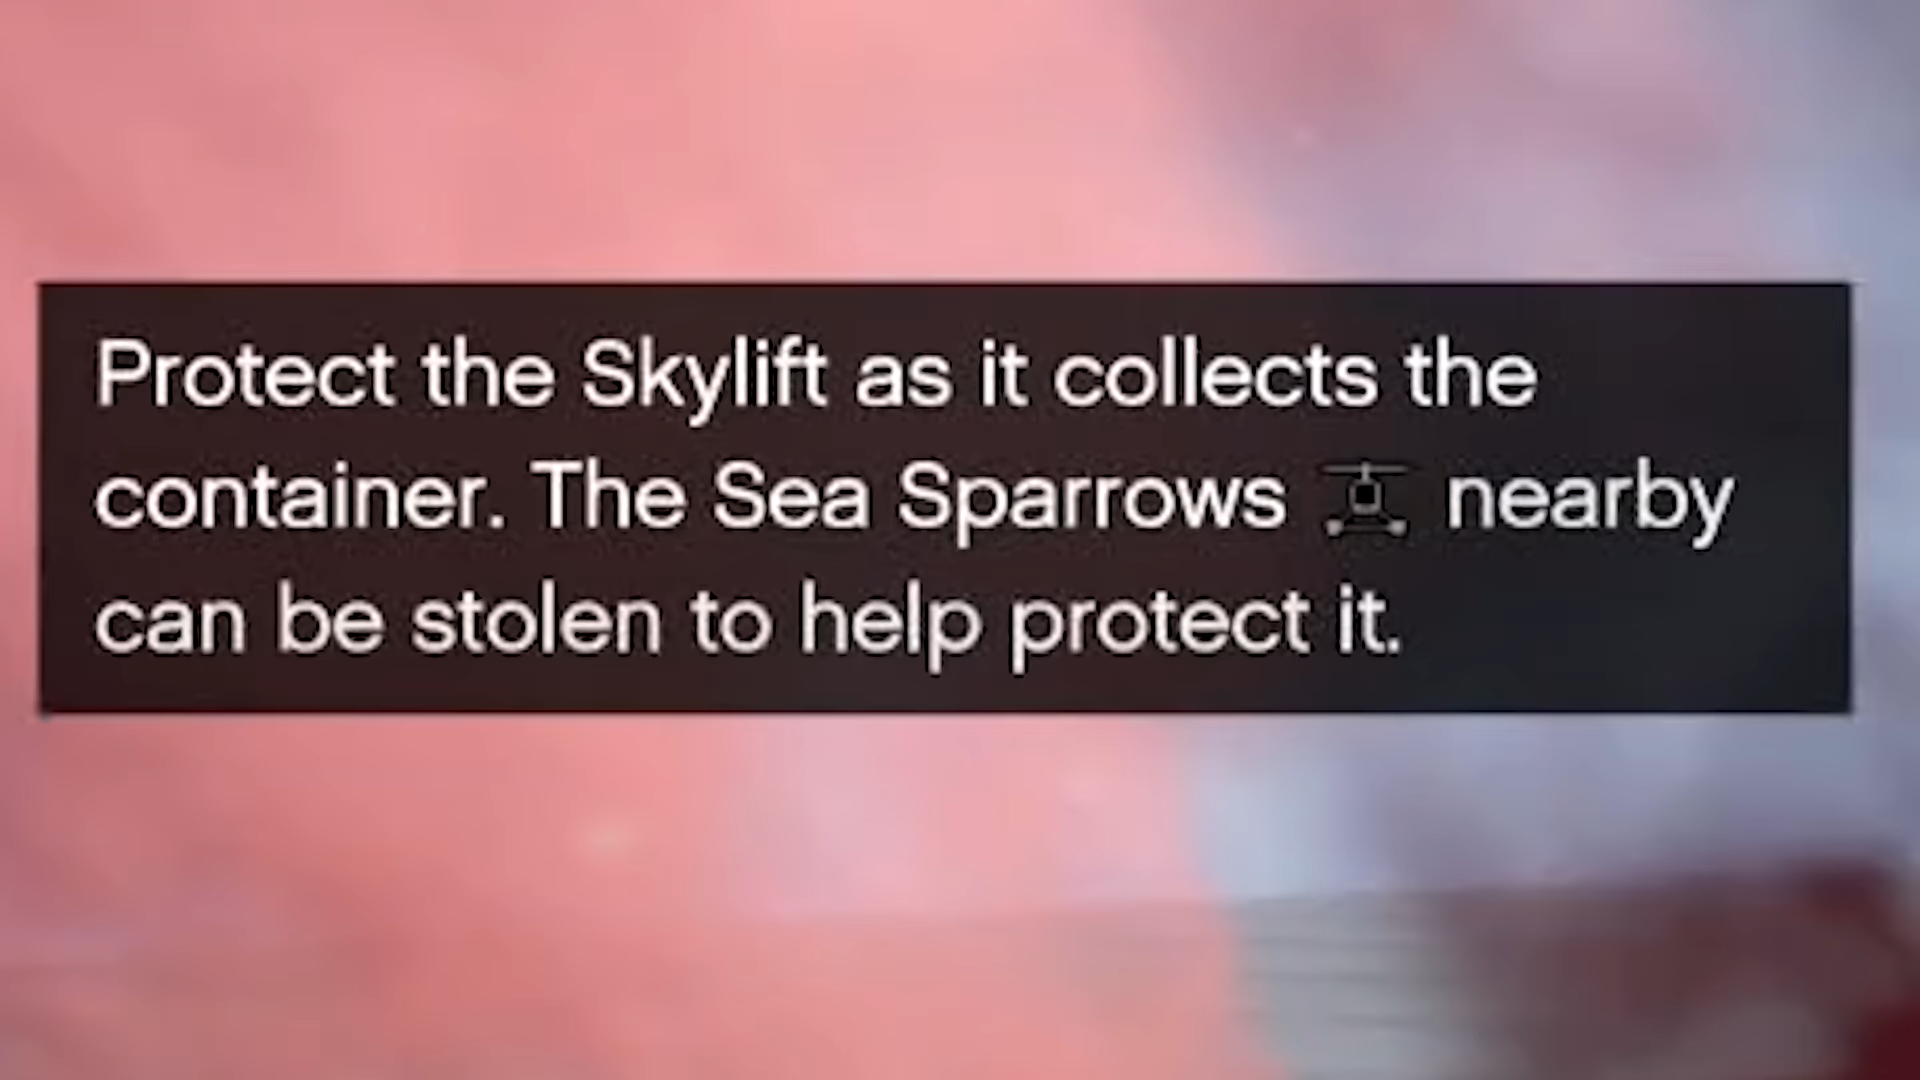 Protect the Skylift as it collects the
container. The Sea Sparrows nearby
can be stolen to help protect it.